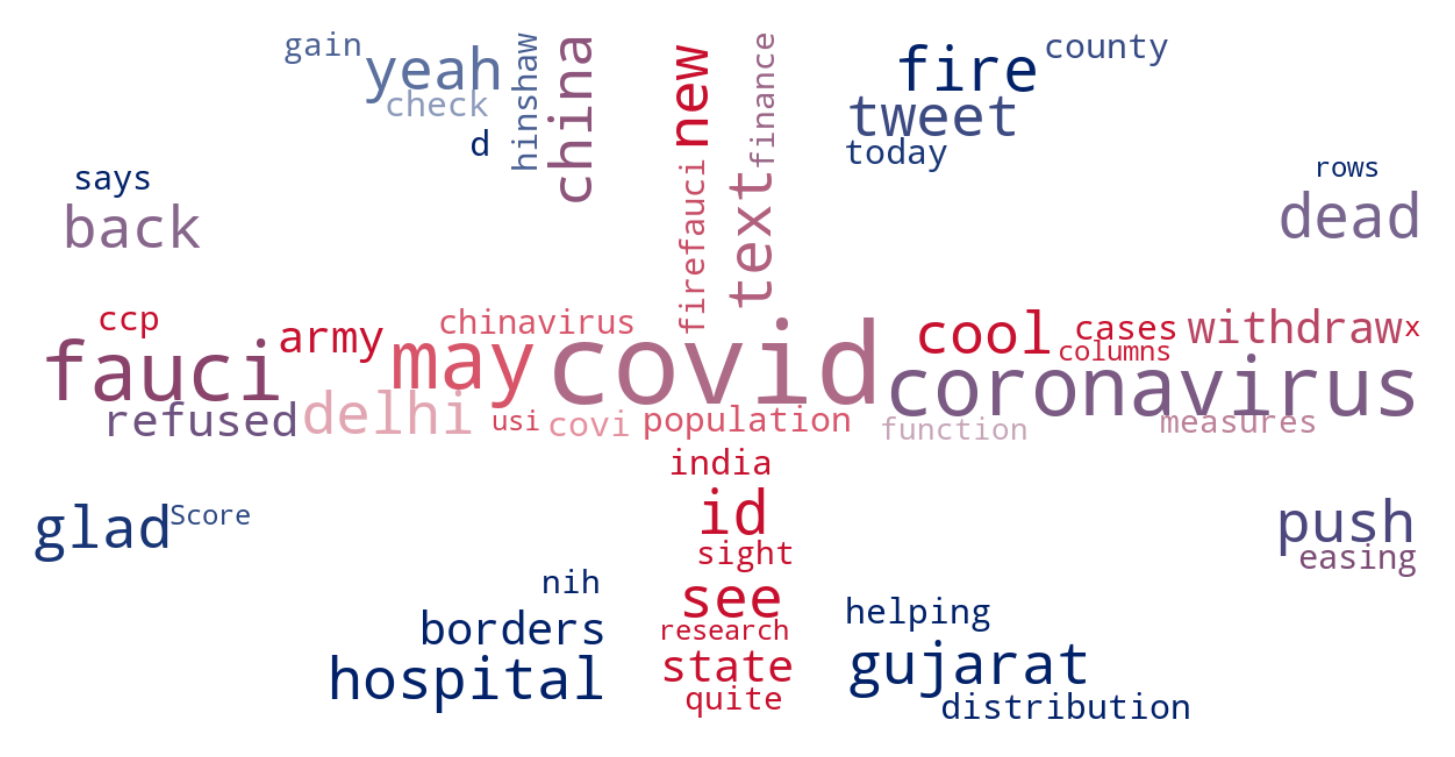 gain
yeah
check
d
hinshaw
china
new
firefauci
finance
text
fire
county
tweet
today
says
back
rows
dead
ccp
fauci
army
refused
delhi
chinavirus
may
covid
usi
covi
population
cool
cases
columns
withdraw
x
coronavirus
function
measures
india
id
sight
see
research
state
quite
glad
Score
push
easing
nih
borders
hospital
helping
gujarat
distribution